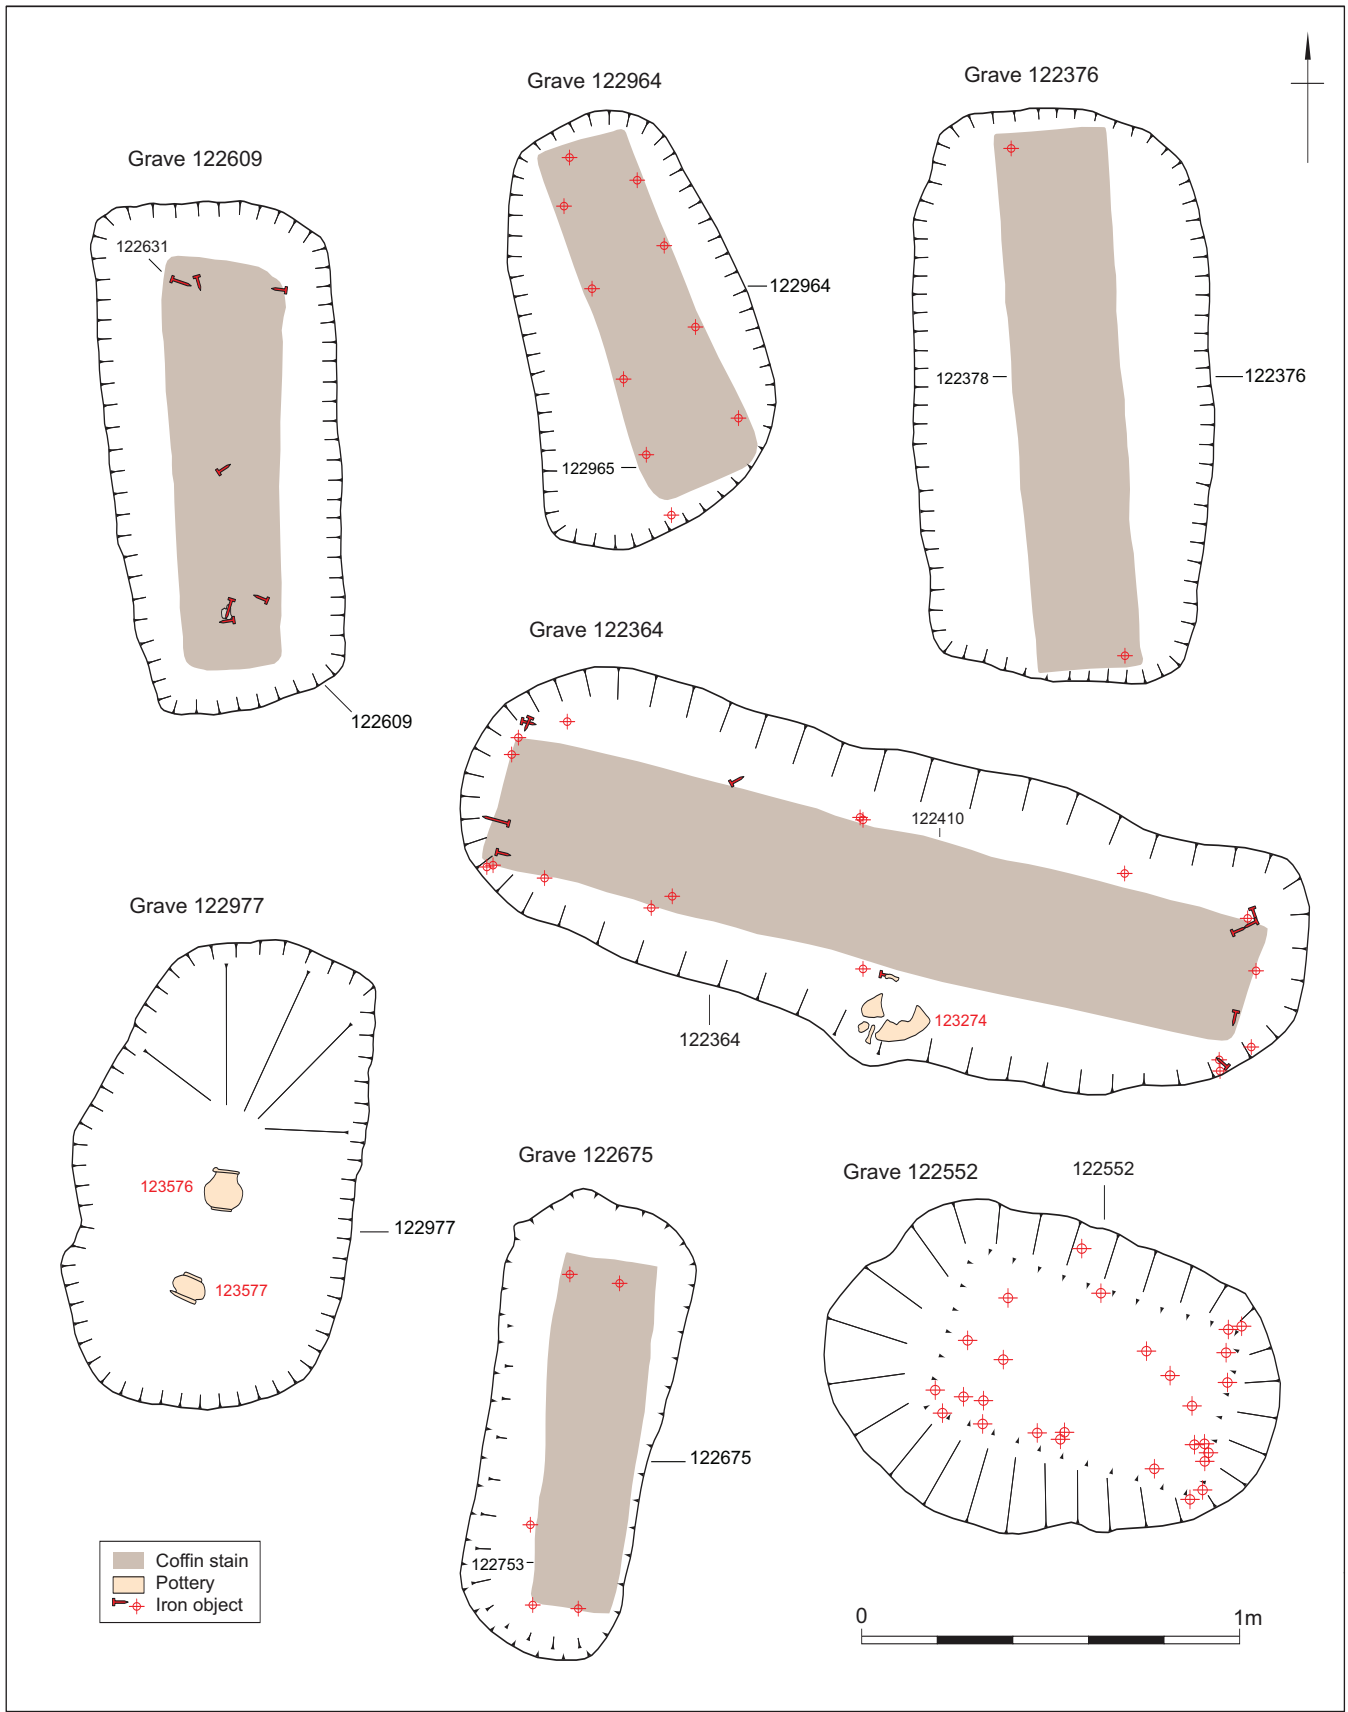 Grave 122376
Grave 122964
Grave 122609
122631
122964
122378
122376
122965
Grave 122364
122609
122410
Grave 122977
123274
122364
Grave 122675
Grave 122552
122552
123576
122977
123577
122675
Coffin stain
122753
Pottery
Iron object
0
1m